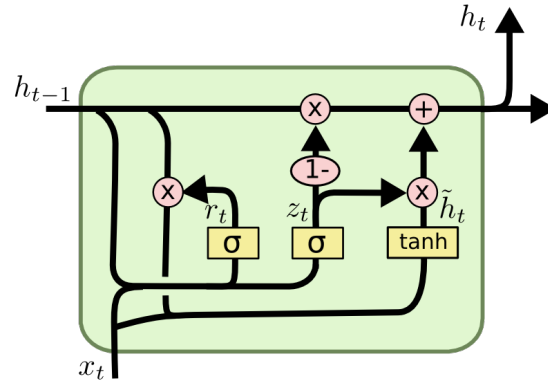 h_t
h_{t-1}
x
+
1-
x
r_t
z_t
x
h̃_t
σ
σ
tanh
x_t